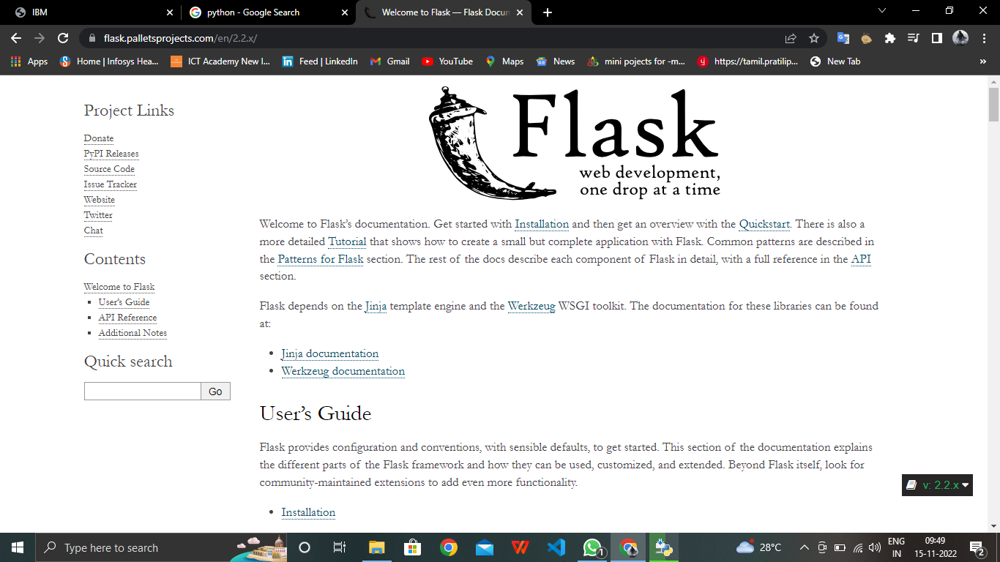 IBM
python - Google Search
Welcome to Flask — Flask Docun
flask.palletsprojects.com/en/2.2.x/
Apps
Home | Infosys Hea...
ICT Academy New I...
Feed | LinkedIn
Gmail
YouTube
Maps
News
mini pojects for -m...
https://tamil.pratilip...
New Tab
»
Project Links
Donate
PyPI Releases
Source Code
Issue Tracker
Website
Twitter
Chat
Contents
Welcome to Flask
User's Guide
API Reference
Additional Notes
Quick search
Go
Flask
web development,
one drop at a time
Welcome to Flask's documentation. Get started with Installation and then get an overview with the Quickstart. There is also a
more detailed Tutorial that shows how to create a small but complete application with Flask. Common patterns are described in
the Patterns for Flask section. The rest of the docs describe each component of Flask in detail, with a full reference in the API
section.
Flask depends on the Jinja template engine and the Werkzeug WSGI toolkit. The documentation for these libraries can be found
at:
Jinja documentation
Werkzeug documentation
User's Guide
Flask provides configuration and conventions, with sensible defaults, to get started. This section of the documentation explains
the different parts of the Flask framework and how they can be used, customized, and extended. Beyond Flask itself, look for
community-maintained extensions to add even more functionality.
Installation
v: 2.2.x
Type here to search
1
28°C
ENG
IN
09:49
15-11-2022
2